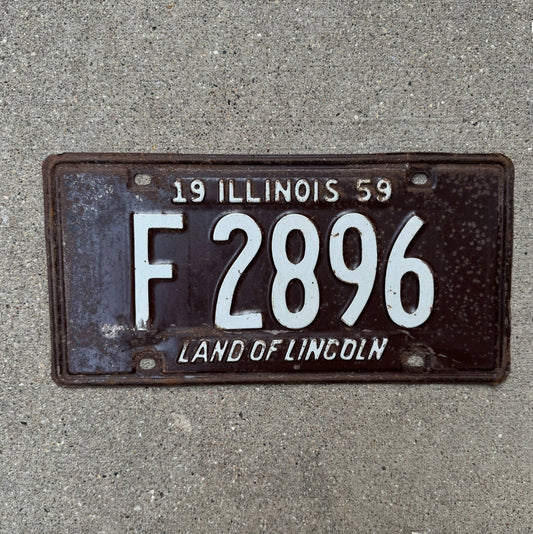 19 ILLINOIS 59
F 2896
LAND OF LINCOLN